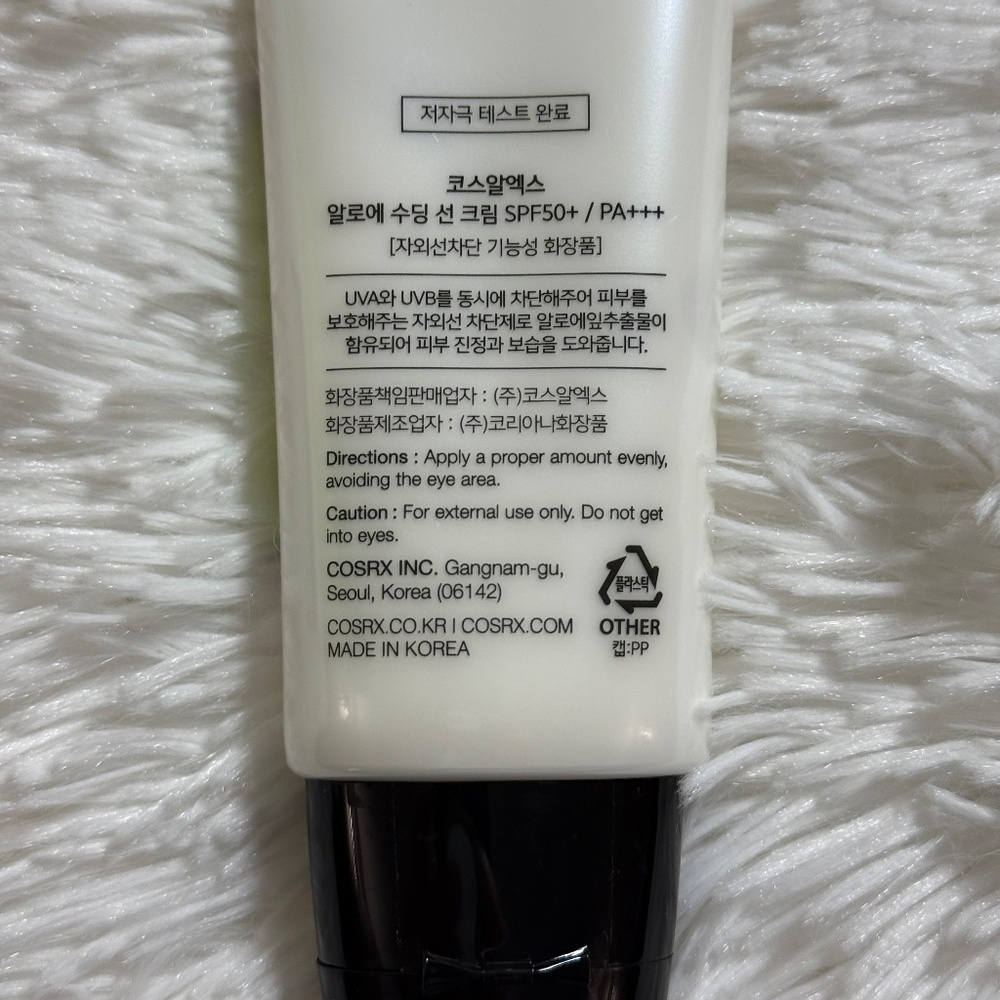 저자극 테스트 완료
코스알엑스
알로에 수딩 선 크림 SPF50+ / PA+++
[자외선차단 기능성 화장품]
UVA와 UVB를 동시에 차단해주어 피부를
보호해주는 자외선 차단제로 알로에잎추출물이
함유되어 피부 진정과 보습을 도와줍니다.
화장품책임판매업자 : (주)코스알엑스
화장품제조업자 : (주)코리아나화장품
Directions : Apply a proper amount evenly,
avoiding the eye area.
Caution : For external use only. Do not get
into eyes.
COSRX INC. Gangnam-gu,
Seoul, Korea (06142)
COSRX.CO.KR I COSRX.COM
MADE IN KOREA
플라스틱
OTHER
캡:PP